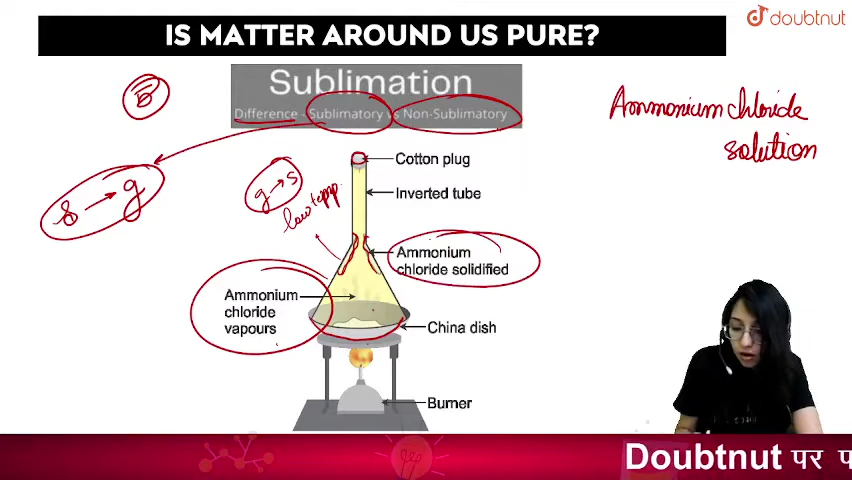 doubtnut
IS MATTER AROUND US PURE?
Sublimation
Difference - Sublimatory vs Non-Sublimatory
Ammonium chloride
solution
Cotton plug
g → s
Inverted tube
low temp.
s → g
Ammonium
chloride solidified
Ammonium
chloride
vapours
China dish
Burner
Doubtnut पर